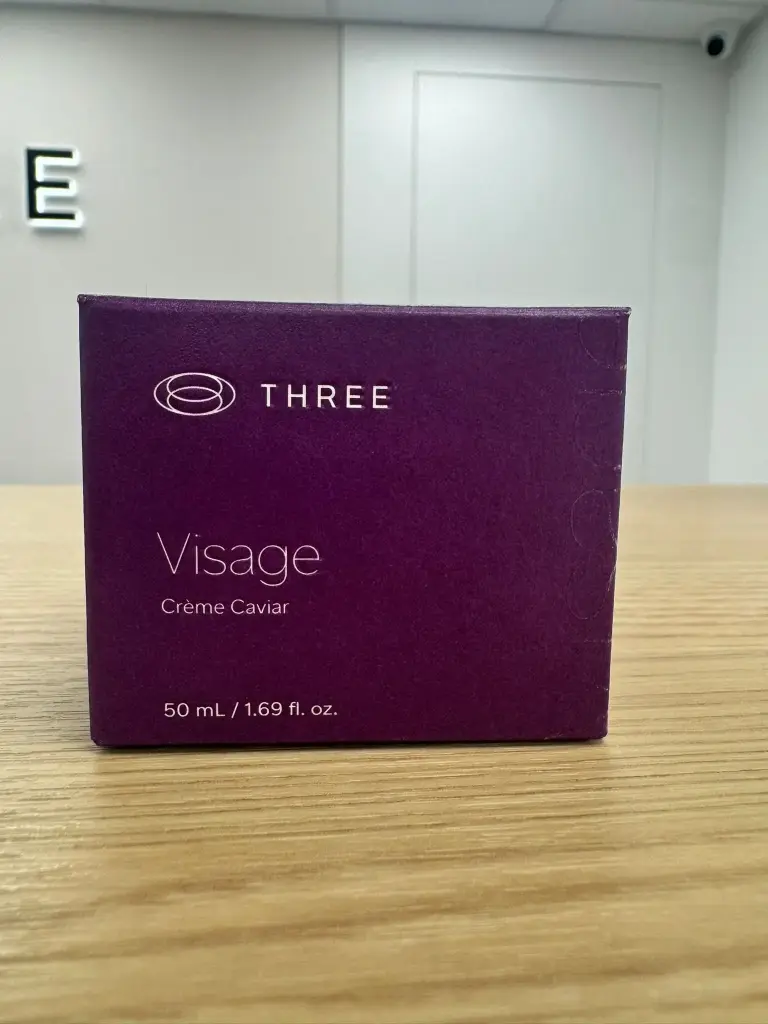 E
THREE
Visage
Crème Caviar
50 mL / 1.69 fl. oz.